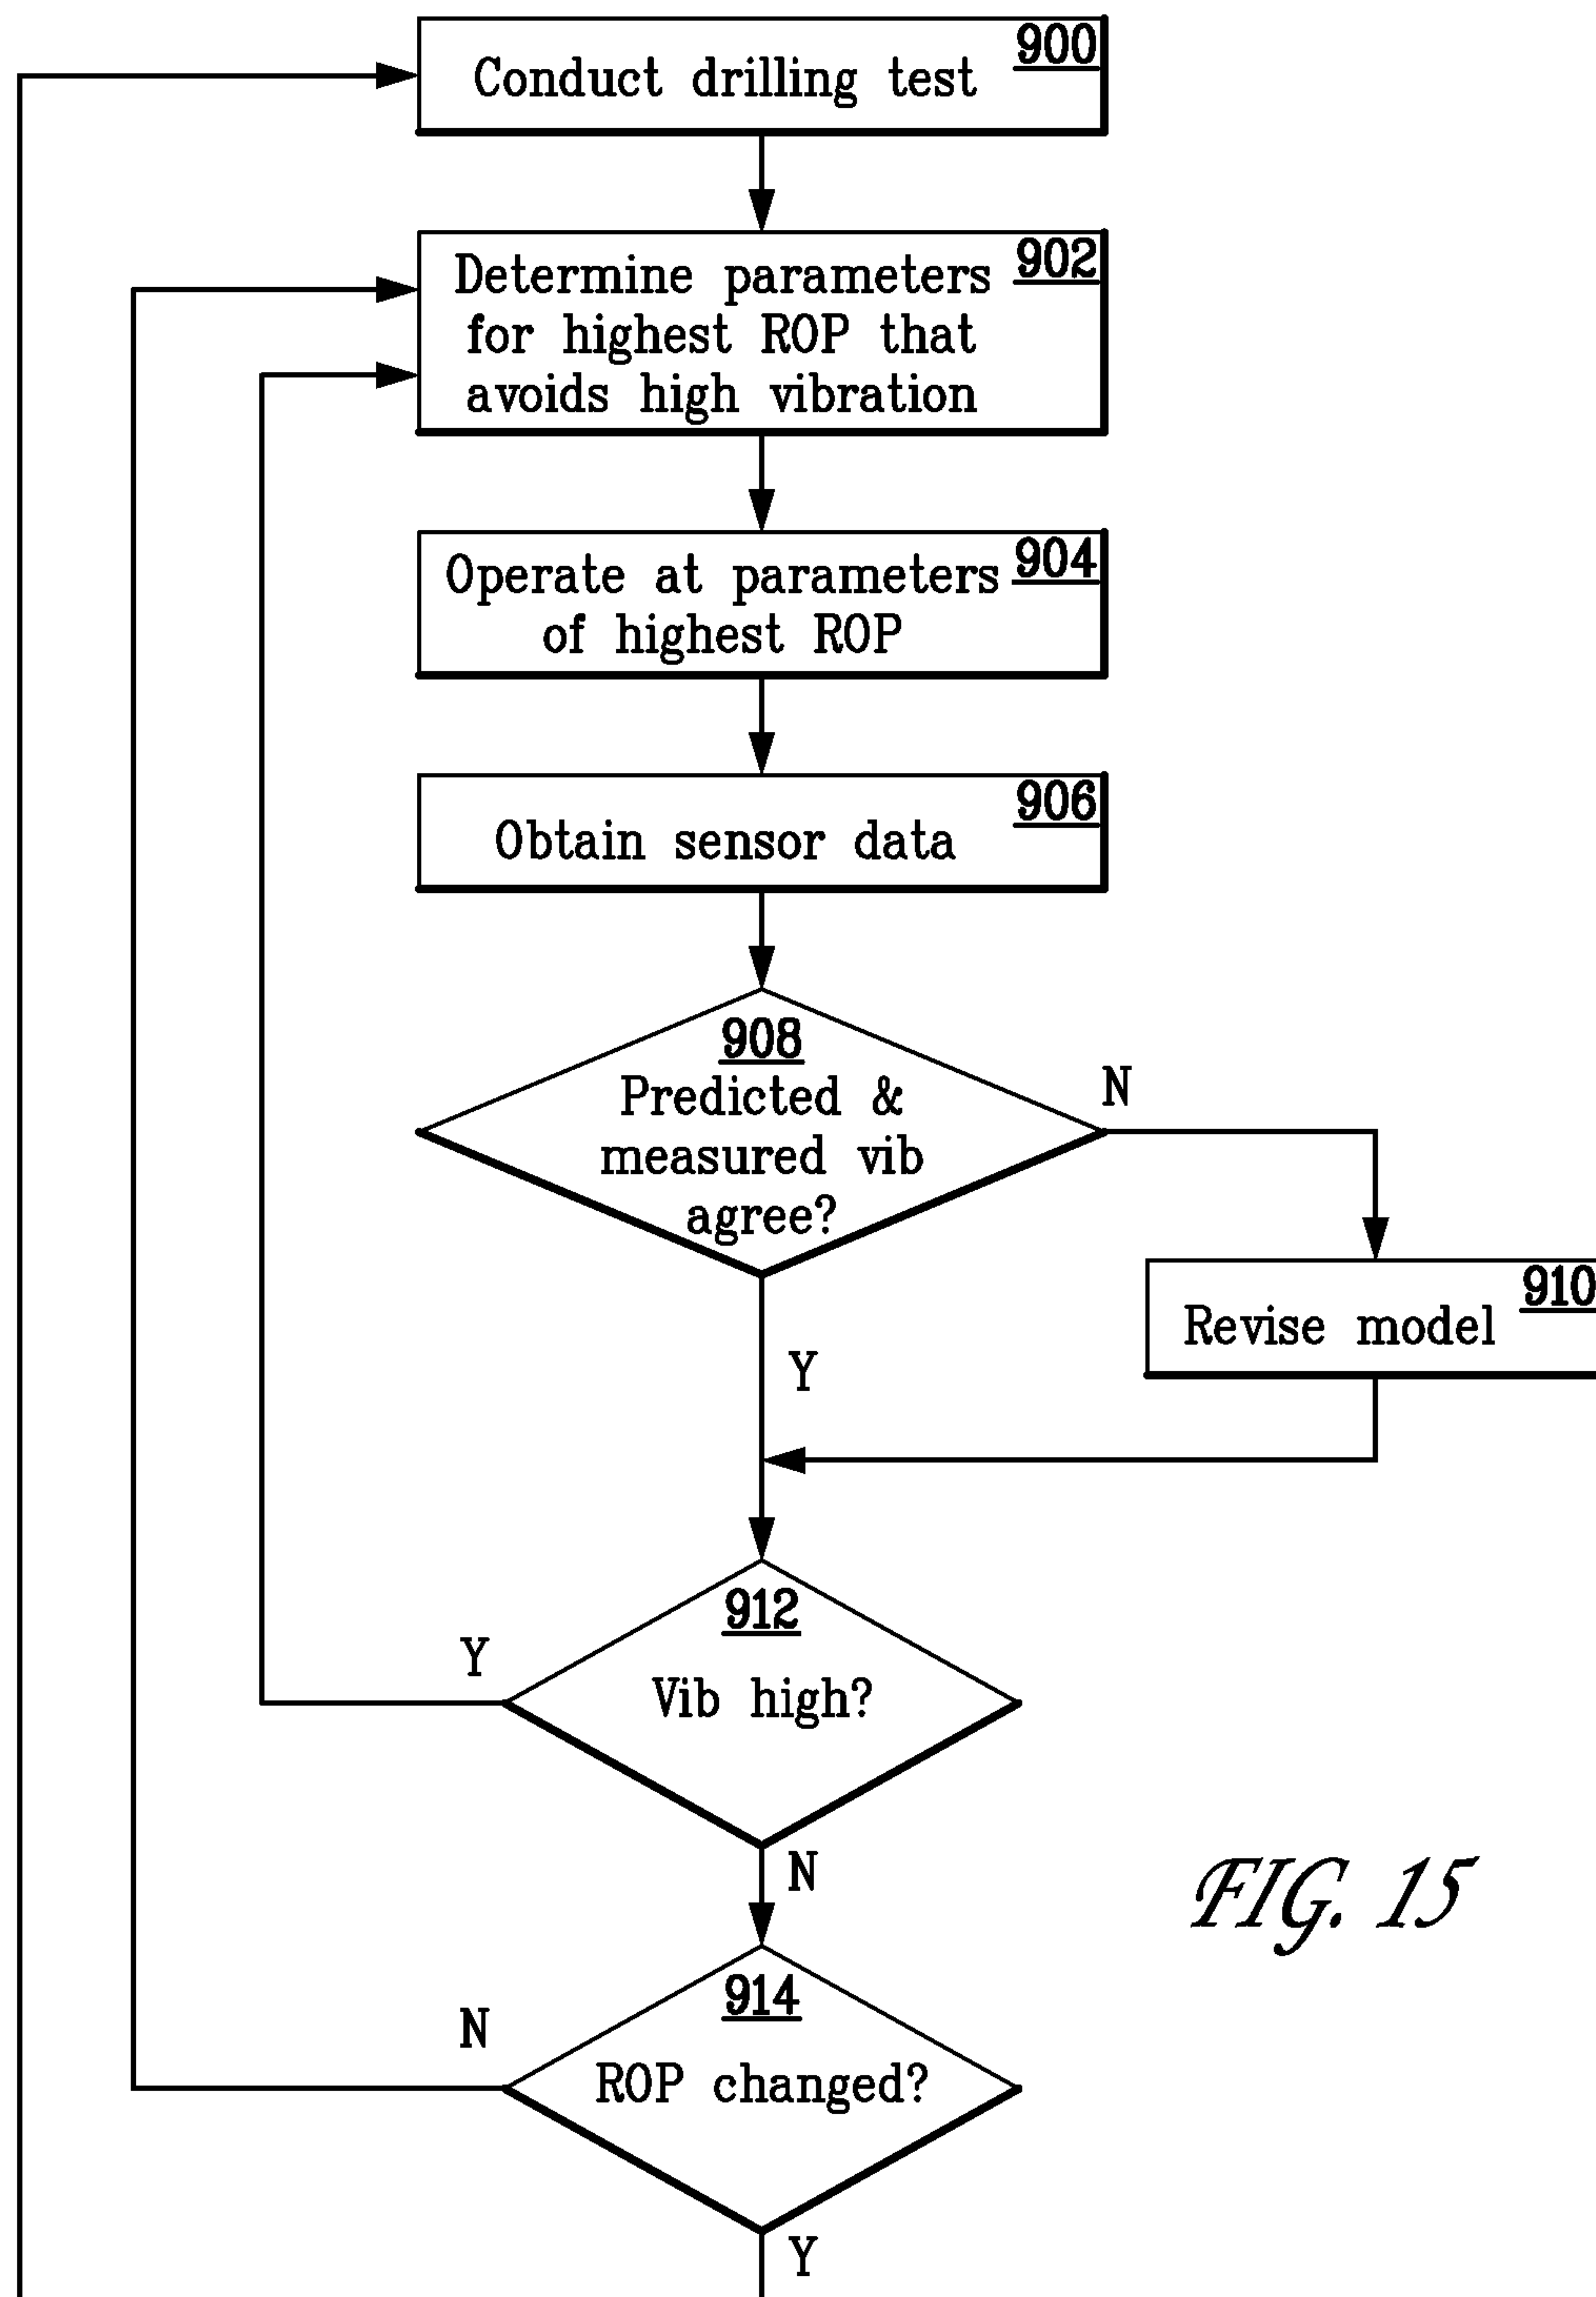 900
Conduct drilling test
902
Determine parameters
for highest ROP that
avoids high vibration
904
Operate at parameters
of highest ROP
906
Obtain sensor data
908
Predicted &
measured vib
agree?
N
910
Revise model
Y
912
Vib high?
Y
N
914
ROP changed?
N
Y
FIG. 15